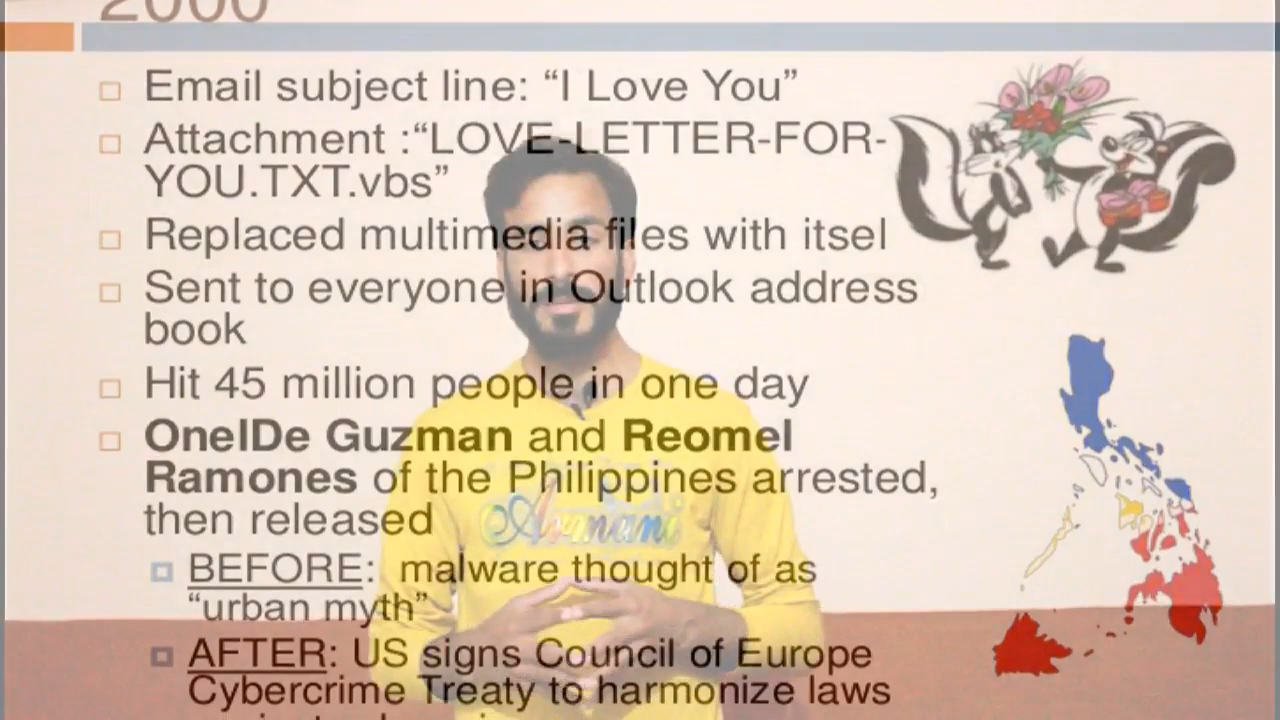 2000
Email subject line: “I Love You”
Attachment :“LOVE-LETTER-FOR-
YOU.TXT.vbs”
Replaced multimedia files with itsel
Sent to everyone in Outlook address
book
Hit 45 million people in one day
OnelDe Guzman and Reomel
Ramones of the Philippines arrested,
then released
BEFORE: malware thought of as
“urban myth”
AFTER: US signs Council of Europe
Cybercrime Treaty to harmonize laws